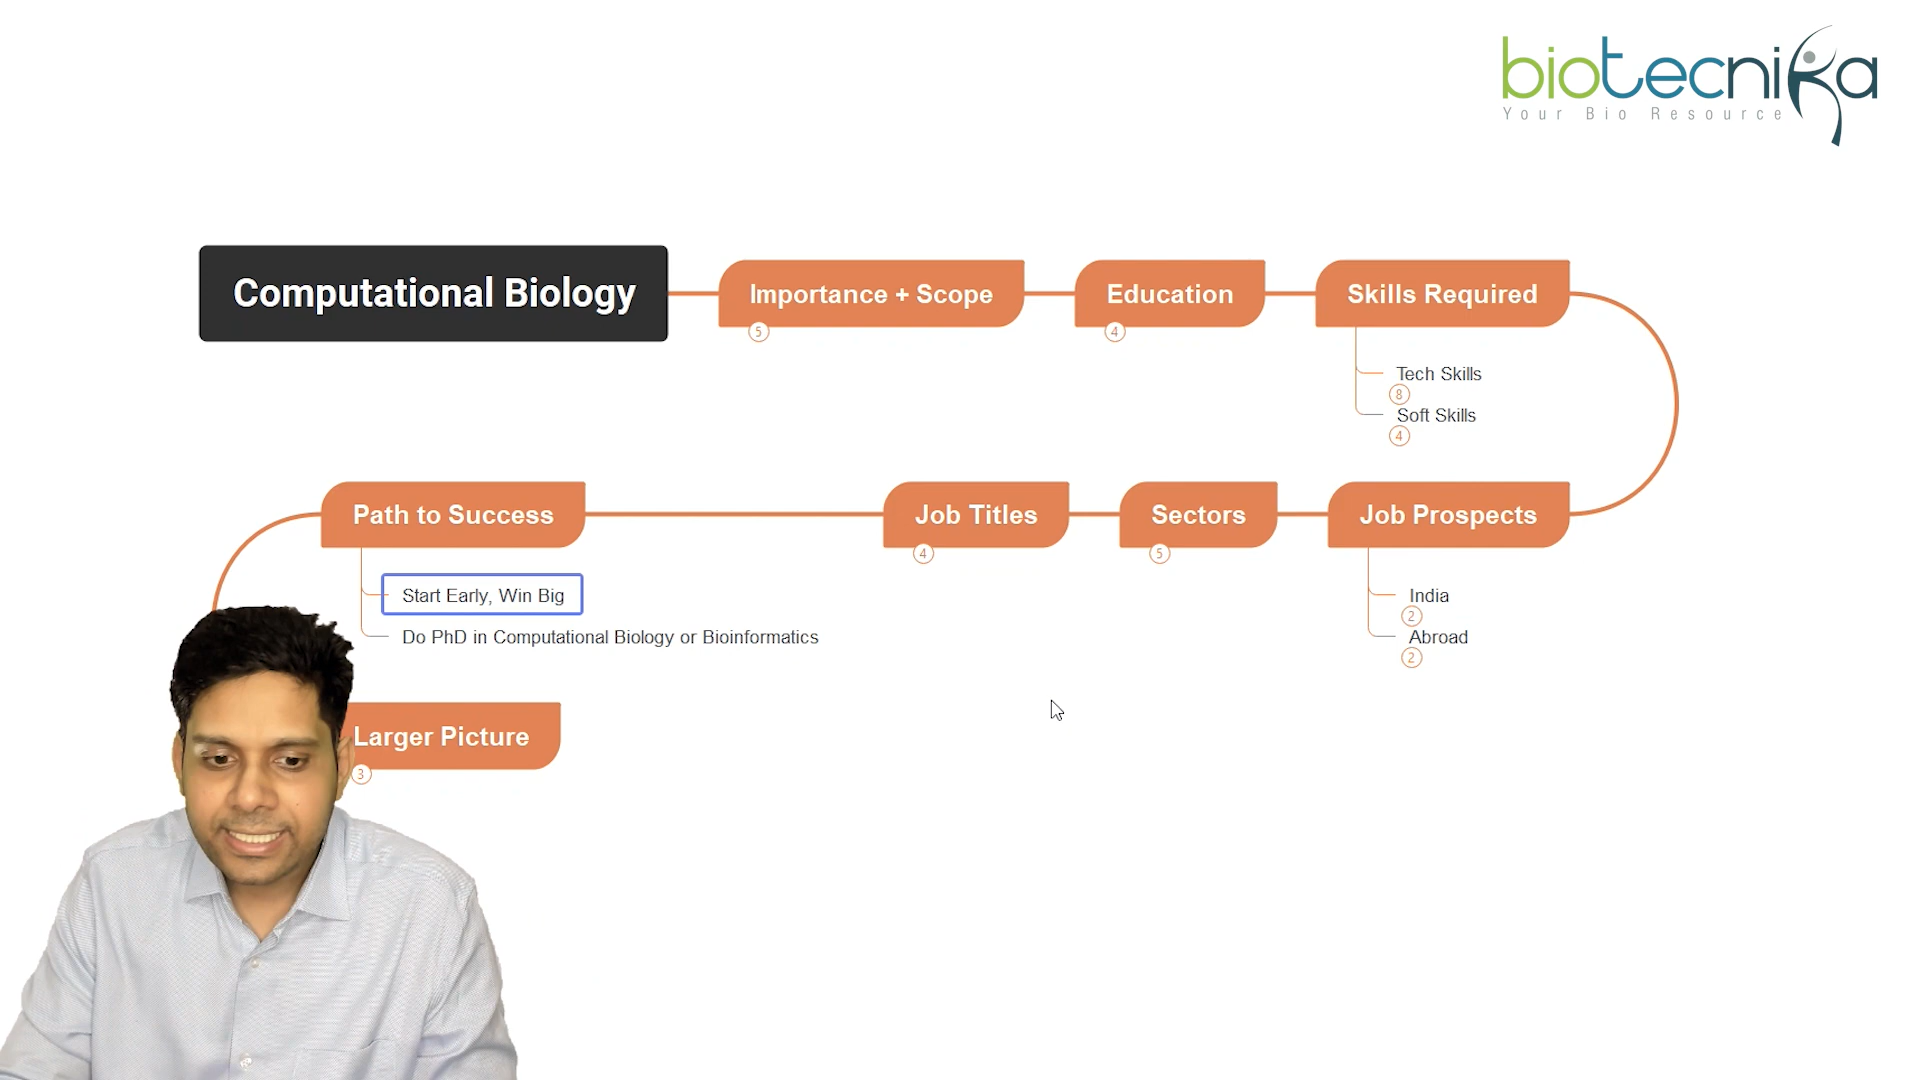 biotecnika
Your Bio Resource
Computational Biology
Importance + Scope
5
Education
4
Skills Required
Tech Skills
8
Soft Skills
4
Job Prospects
India
2
Abroad
2
Sectors
5
Job Titles
4
Path to Success
Start Early, Win Big
Do PhD in Computational Biology or Bioinformatics
Larger Picture
3